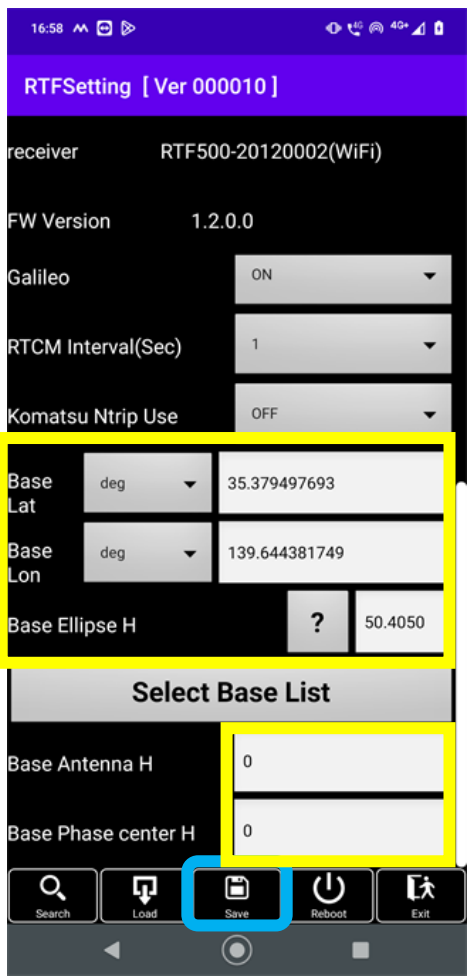 16:58 4G 4G+
RTFSetting [ Ver 000010 ]
receiver RTF500-20120002(WiFi)
FW Version 1.2.0.0
Galileo ON
RTCM Interval(Sec) 1
Komatsu Ntrip Use OFF
Base Lat deg 35.379497693
Base Lon deg 139.644381749
Base Ellipse H ? 50.4050
Select Base List
Base Antenna H 0
Base Phase center H 0
Search Load Save Reboot Exit